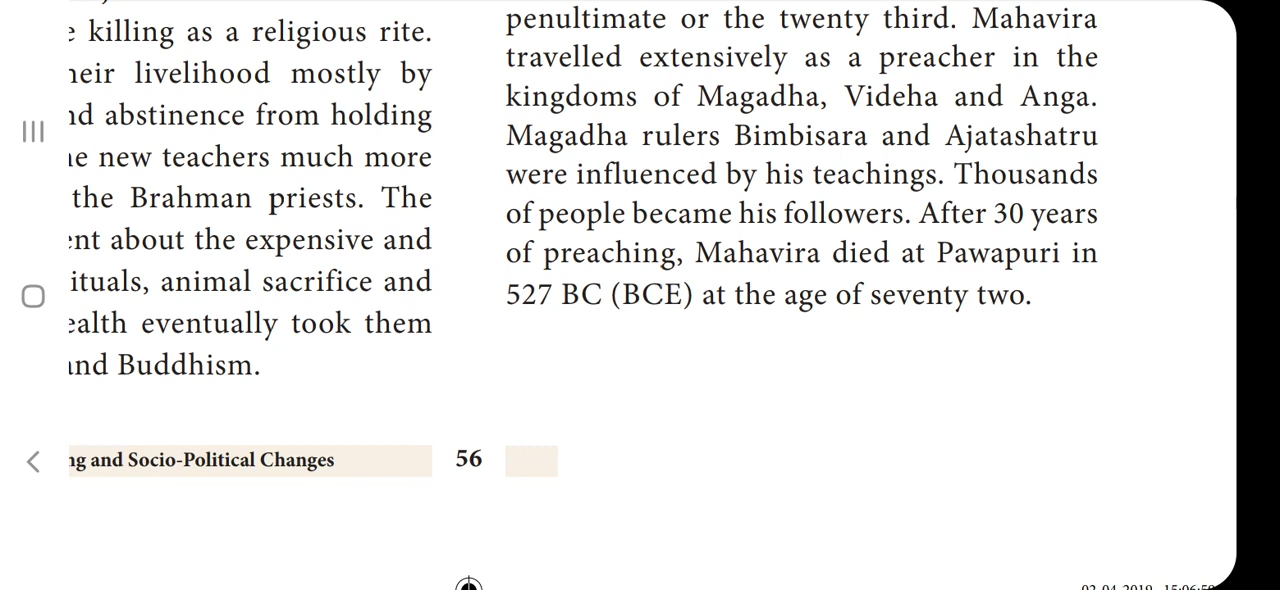 killing as a religious rite.
livelihood mostly by
abstinence from holding
new teachers much more
the Brahman priests. The
about the expensive and
animal sacrifice and
eventually took them
Buddhism.
penultimate or the twenty third. Mahavira
travelled extensively as a preacher in the
kingdoms of Magadha, Videha and Anga.
Magadha rulers Bimbisara and Ajatashatru
were influenced by his teachings. Thousands
of people became his followers. After 30 years
of preaching, Mahavira died at Pawapuri in
527 BC (BCE) at the age of seventy two.
and Socio-Political Changes
56